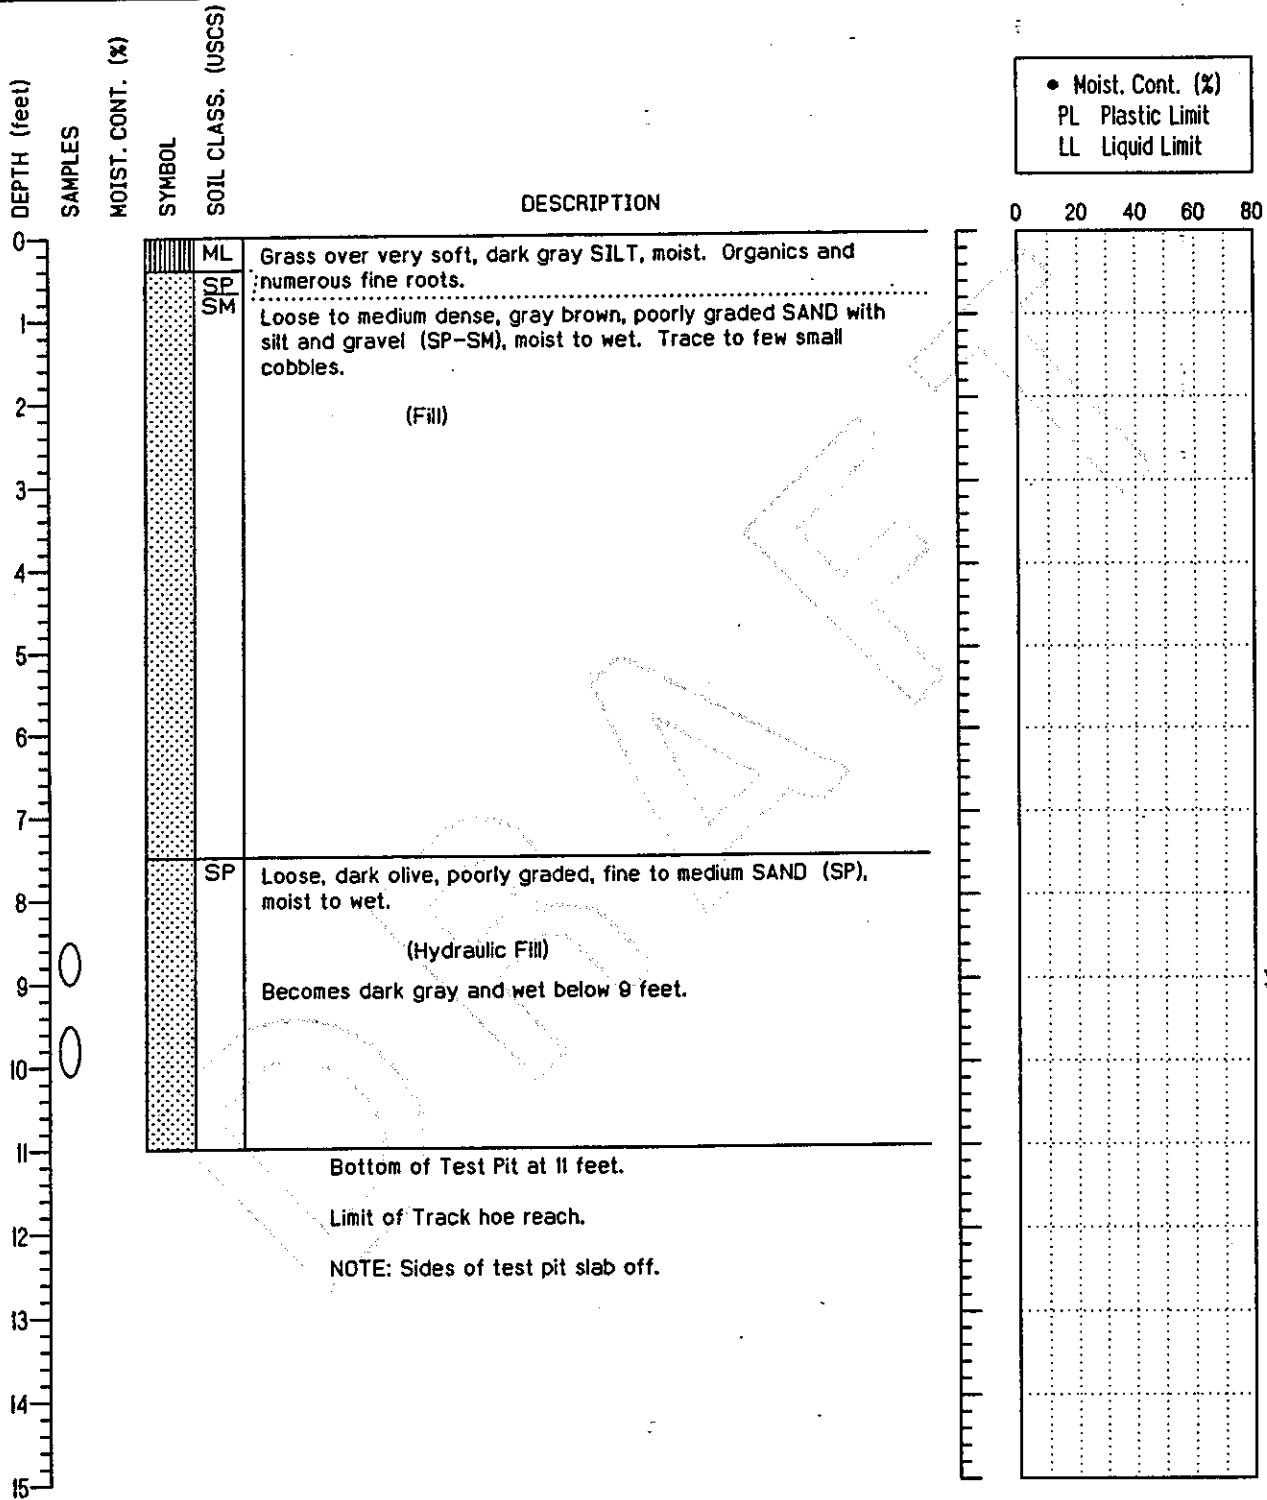 DEPTH (feet)
SAMPLES
MOIST. CONT. (%)
SYMBOL
SOIL CLASS. (USCS)
DESCRIPTION
● Moist. Cont. (%)
PL Plastic Limit
LL Liquid Limit
0 20 40 60 80
0
ML
Grass over very soft, dark gray SILT, moist. Organics and
numerous fine roots.
SP
SM
1
Loose to medium dense, gray brown, poorly graded SAND with
silt and gravel (SP-SM), moist to wet. Trace to few small
cobbles.
2
(Fill)
3
4
5
6
7
SP
Loose, dark olive, poorly graded, fine to medium SAND (SP),
moist to wet.
8
(Hydraulic Fill)
9
Becomes dark gray and wet below 9 feet.
10
11
Bottom of Test Pit at 11 feet.
Limit of Track hoe reach.
12
NOTE: Sides of test pit slab off.
13
14
15
DRAFT